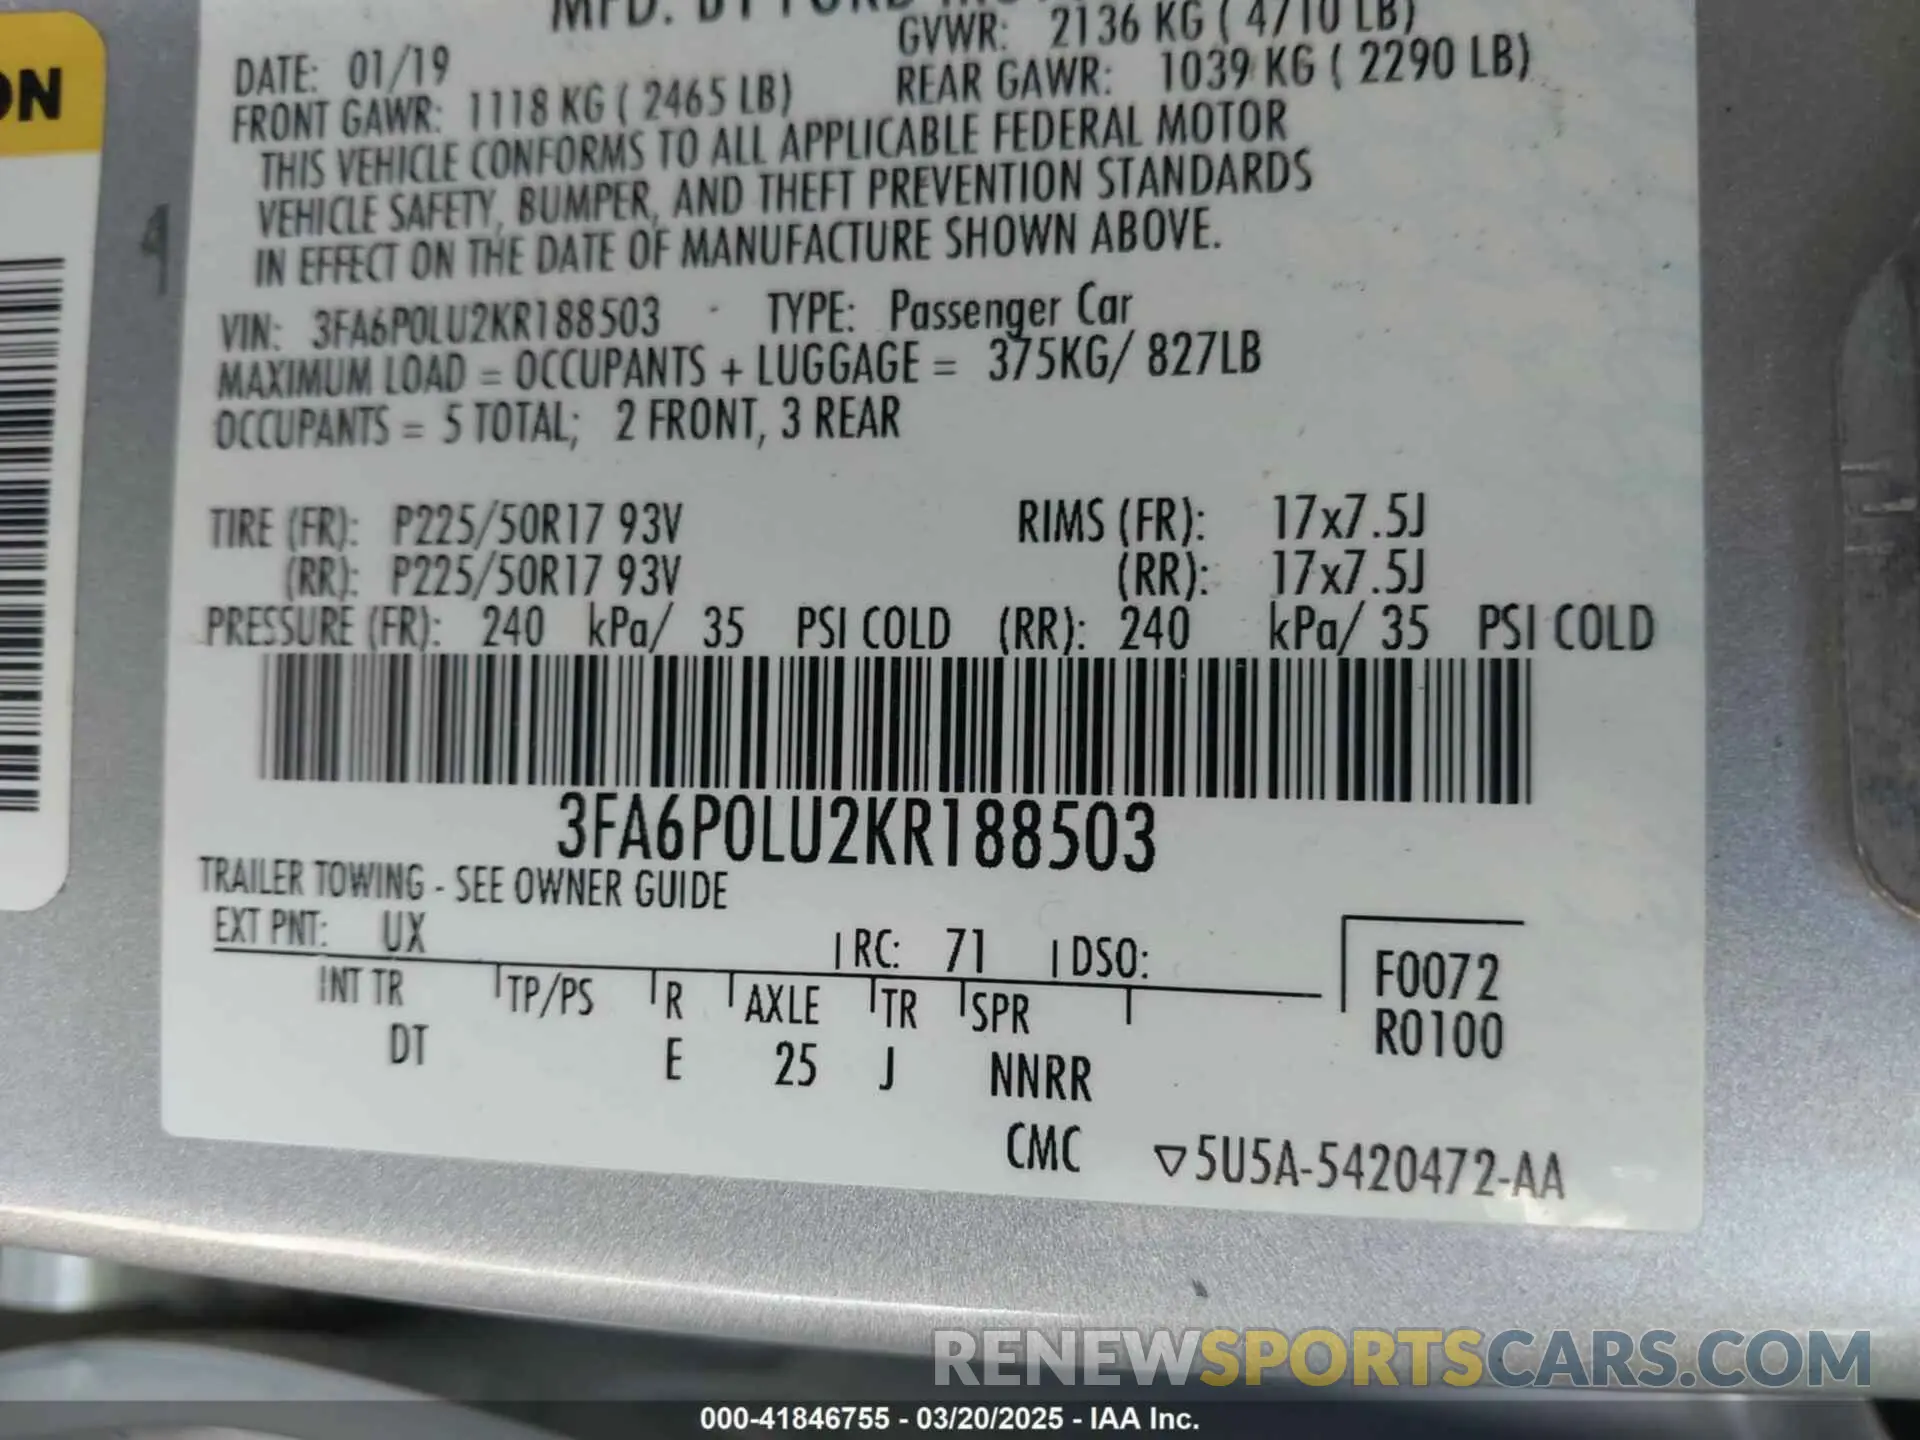 MFD. BY FORD
GVWR: 2136 KG ( 4710 LB)
DATE: 01/19
FRONT GAWR: 1118 KG ( 2465 LB)
REAR GAWR: 1039 KG ( 2290 LB)
THIS VEHICLE CONFORMS TO ALL APPLICABLE FEDERAL MOTOR
VEHICLE SAFETY, BUMPER, AND THEFT PREVENTION STANDARDS
IN EFFECT ON THE DATE OF MANUFACTURE SHOWN ABOVE.
VIN: 3FA6P0LU2KR188503 TYPE: Passenger Car
MAXIMUM LOAD = OCCUPANTS + LUGGAGE = 375KG/ 827LB
OCCUPANTS = 5 TOTAL; 2 FRONT, 3 REAR
TIRE (FR): P225/50R17 93V RIMS (FR): 17x7.5J
(RR): P225/50R17 93V (RR): 17x7.5J
PRESSURE (FR): 240 kPa/ 35 PSI COLD (RR): 240 kPa/ 35 PSI COLD
3FA6P0LU2KR188503
TRAILER TOWING - SEE OWNER GUIDE
EXT PNT: UX RC: 71 DSO:
INT TR TP/PS R AXLE TR SPR
DT E 25 J NNRR
F0072
R0100
CMC ▽5U5A-5420472-AA
ON
RENEWSPORTSCARS.COM
000-41846755 - 03/20/2025 - IAA Inc.